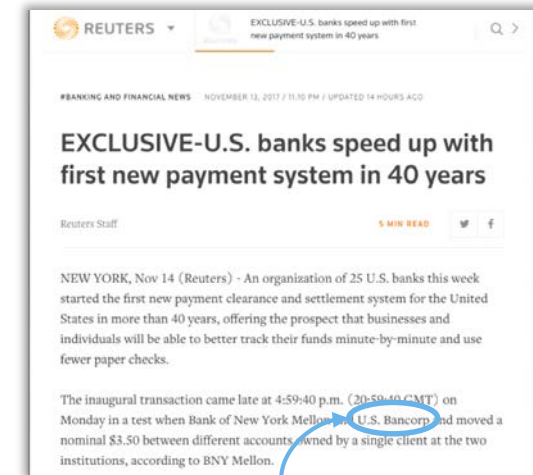 REUTERS
EXCLUSIVE-U.S. banks speed up with first
new payment system in 40 years
#BANKING AND FINANCIAL NEWS NOVEMBER 13, 2017 / 11:10 PM / UPDATED 14 HOURS AGO
EXCLUSIVE-U.S. banks speed up with
first new payment system in 40 years
Reuters Staff 5 MIN READ
NEW YORK, Nov 14 (Reuters) - An organization of 25 U.S. banks this week
started the first new payment clearance and settlement system for the United
States in more than 40 years, offering the prospect that businesses and
individuals will be able to better track their funds minute-by-minute and use
fewer paper checks.
The inaugural transaction came late at 4:59:40 p.m. (20:59:40 GMT) on
Monday in a test when Bank of New York Mellon and U.S. Bancorp and moved a
nominal $3.50 between different accounts owned by a single client at the two
institutions, according to BNY Mellon.